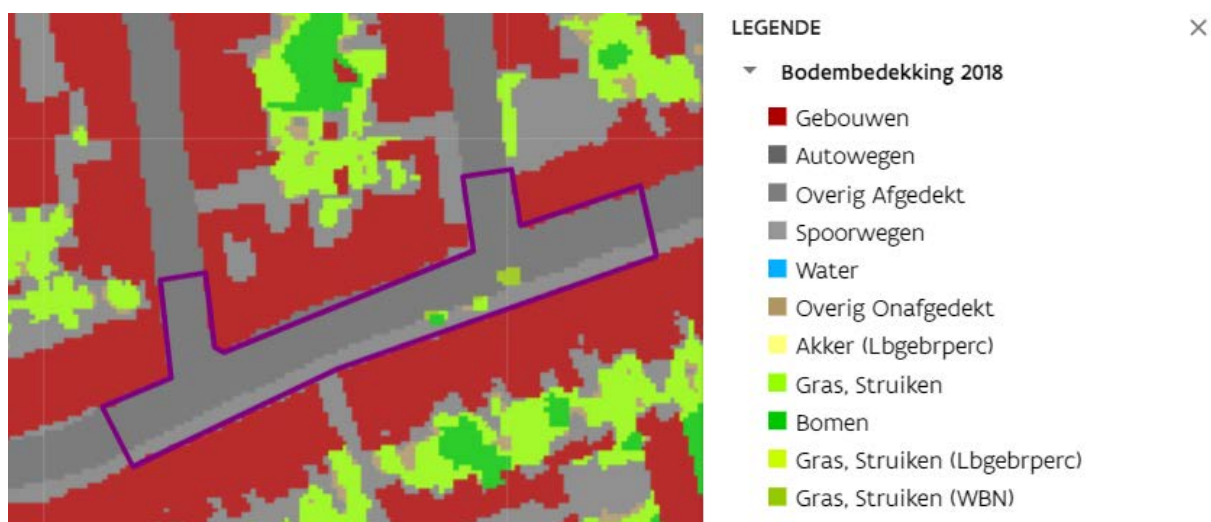 LEGENDE
Bodembedekking 2018
Gebouwen
Autowegen
Overig Afgedekt
Spoorwegen
Water
Overig Onafgedekt
Akker (Lbgebrperc)
Gras, Struiken
Bomen
Gras, Struiken (Lbgebrperc)
Gras, Struiken (WBN)